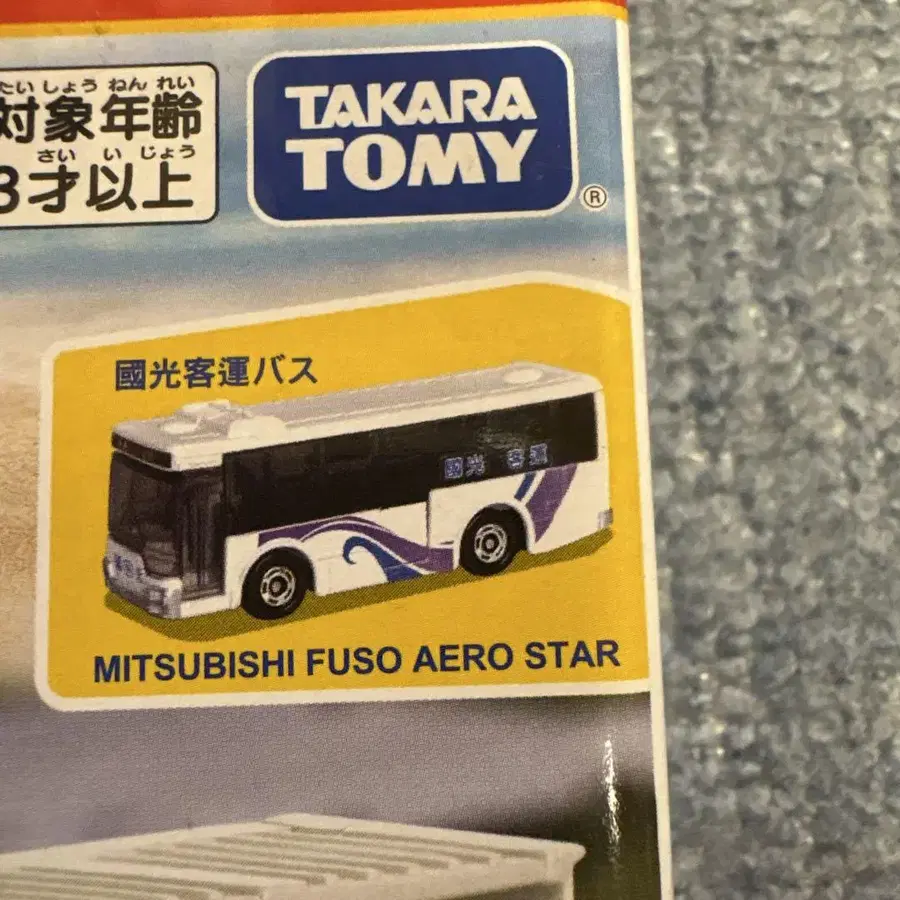 たいしょうねんれい
対象年齢
さいいじょう
3才以上
TAKARA
TOMY
®
國光客運バス
國光 客運
MITSUBISHI FUSO AERO STAR